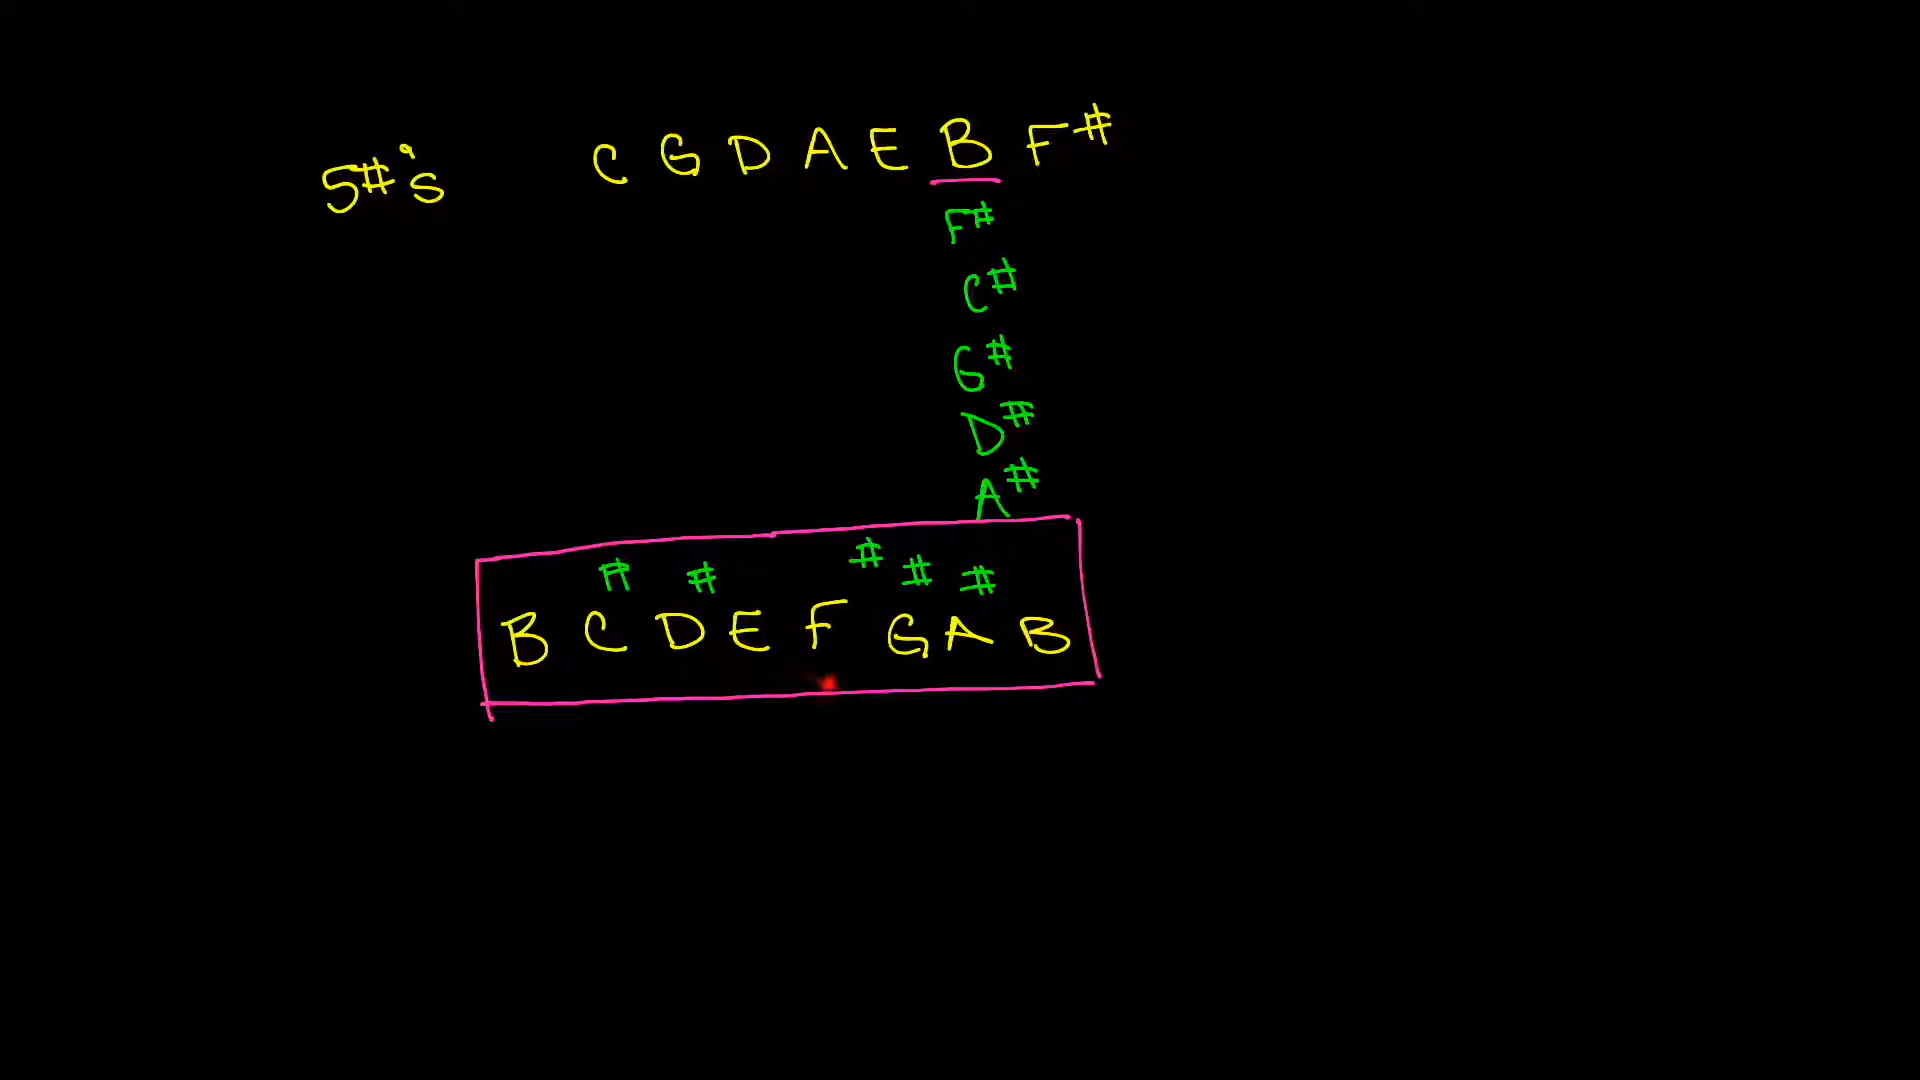 5#'s
C G D A E B F#
F#
C#
G#
D#
A#
# # # # #
B C D E F G A B